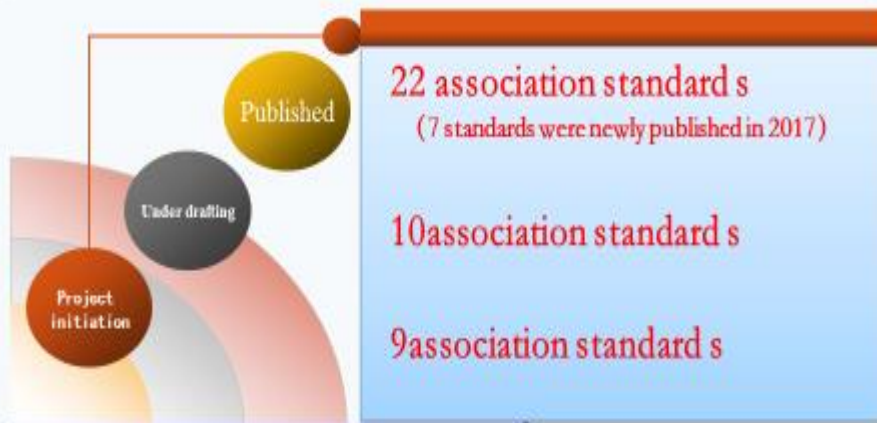 Published
22 association standard s
(7 standards were newly published in 2017)
Under drafting
10association standard s
Project
initiation
9association standard s